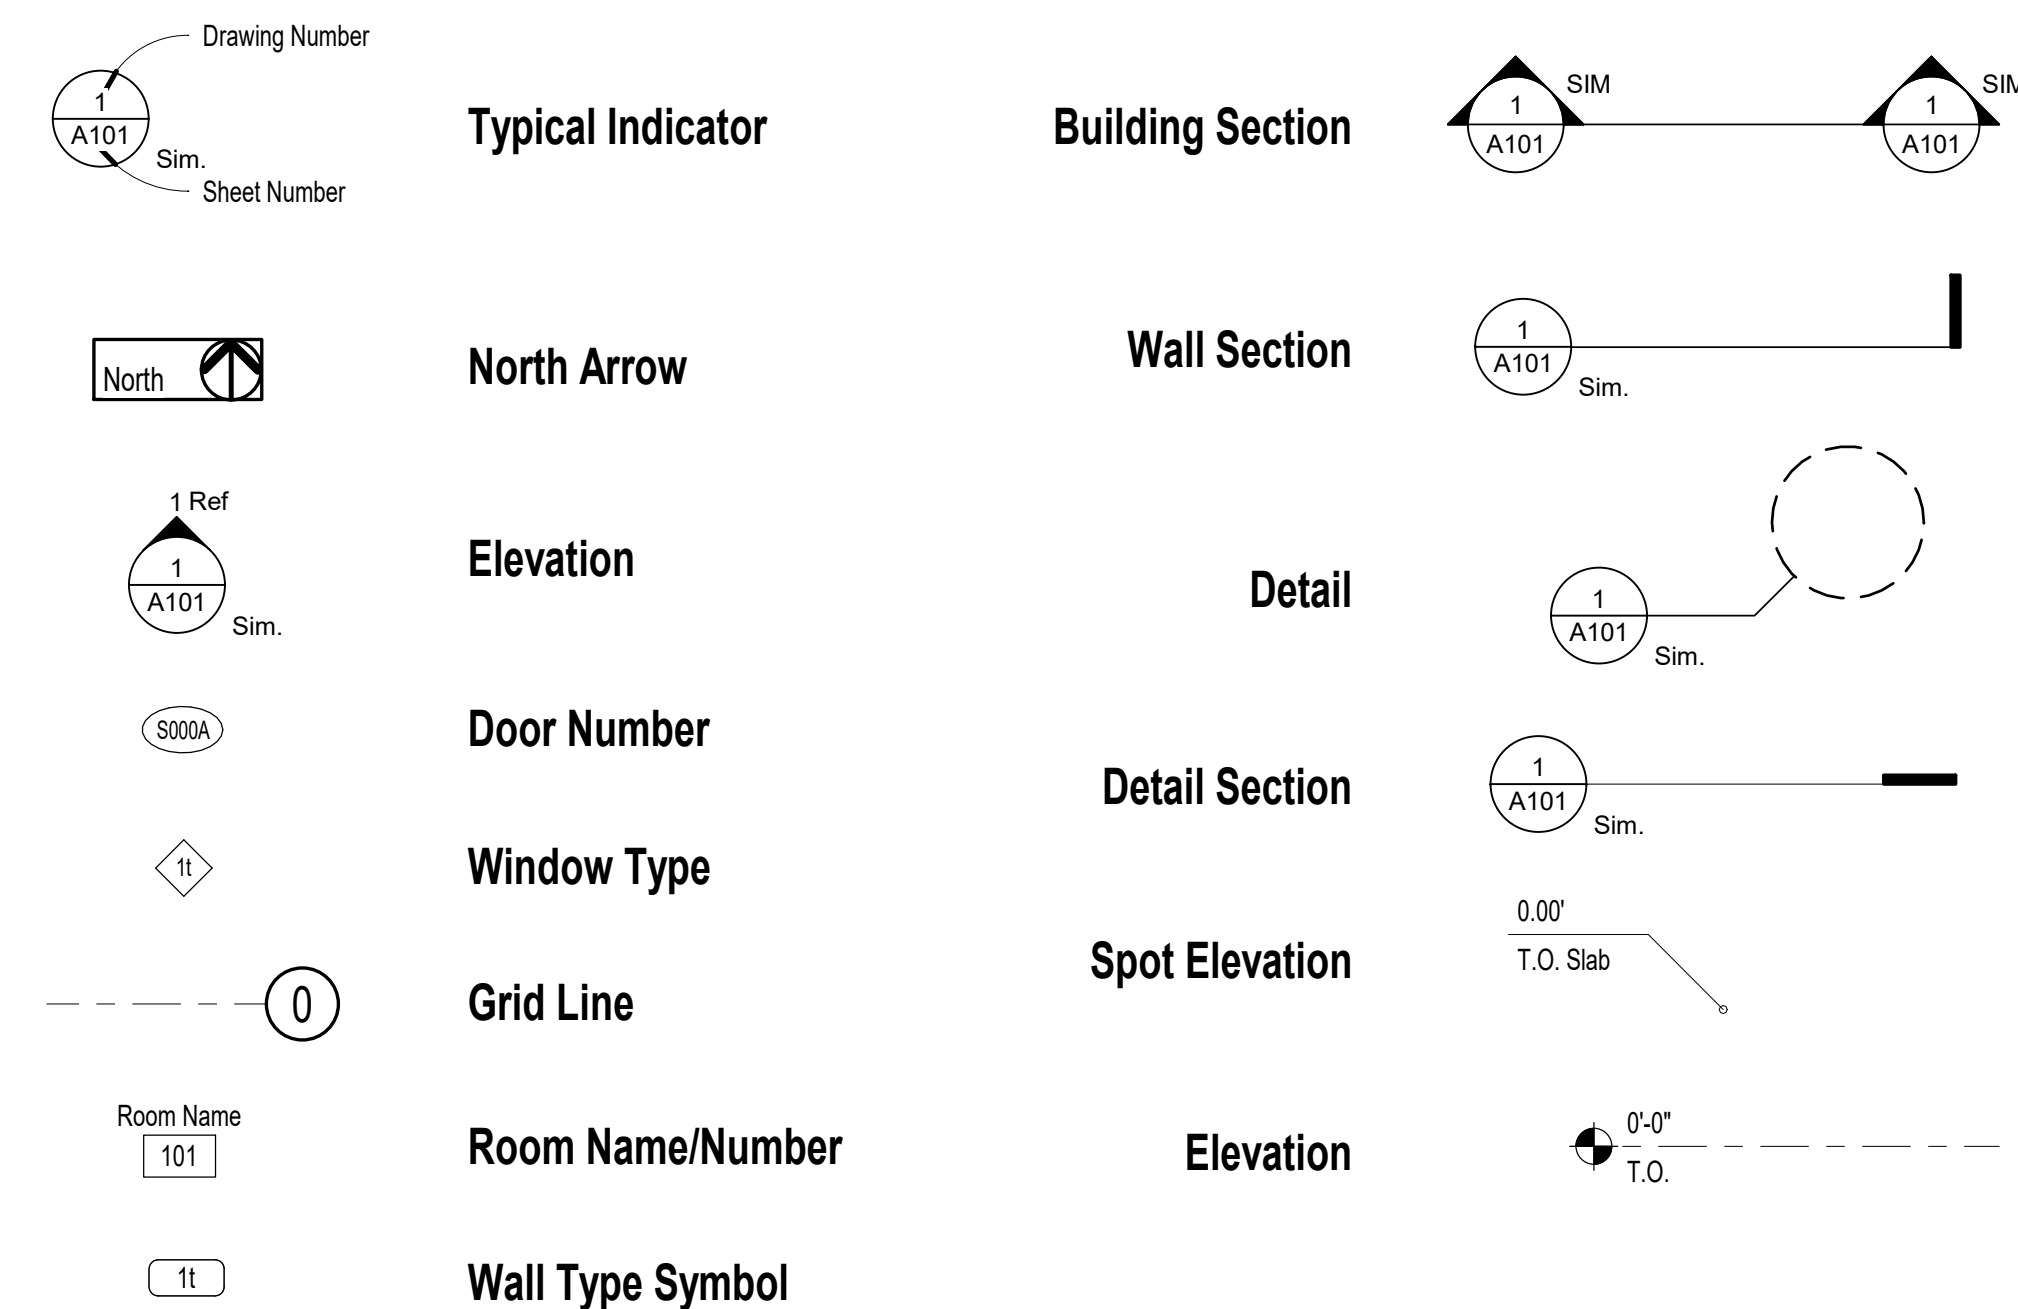 Drawing Number
1
A101
Sim.
Sheet Number
Typical Indicator
North
North Arrow
1 Ref
1
A101
Sim.
Elevation
S000A
Door Number
1t
Window Type
0
Grid Line
Room Name
101
Room Name/Number
1t
Wall Type Symbol
Building Section
1
A101
SIM
1
A101
SIM
Wall Section
1
A101
Sim.
Detail
1
A101
Sim.
Detail Section
1
A101
Sim.
Spot Elevation
0.00'
T.O. Slab
Elevation
0'-0"
T.O.